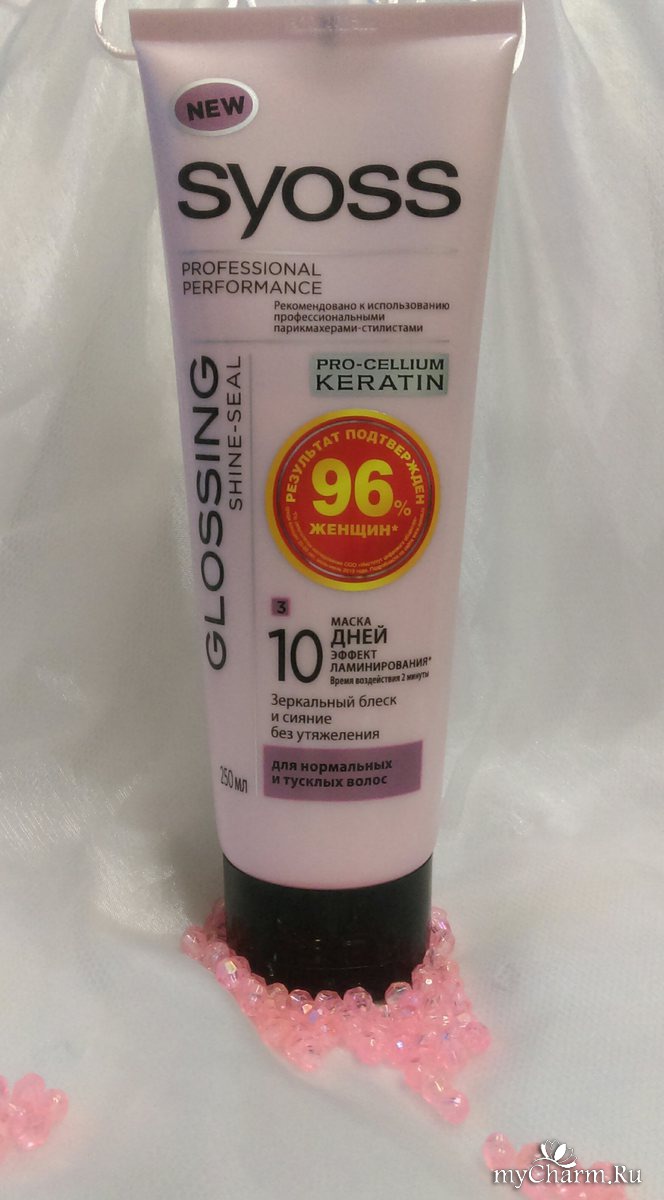 NEW
syoss
PROFESSIONAL
PERFORMANCE
Рекомендовано к использованию
профессиональными
парикмахерами-стилистами
GLOSSING
SHINE-SEAL
PRO-CELLIUM
KERATIN
РЕЗУЛЬТАТ ПОДТВЕРЖДЕН
96%
ЖЕНЩИН*
3
МАСКА
10 ДНЕЙ
ЭФФЕКТ
ЛАМИНИРОВАНИЯ*
Время воздействия 2 минуты
Зеркальный блеск
и сияние
без утяжеления
для нормальных
и тусклых волос
250 мл
myCharm.Ru